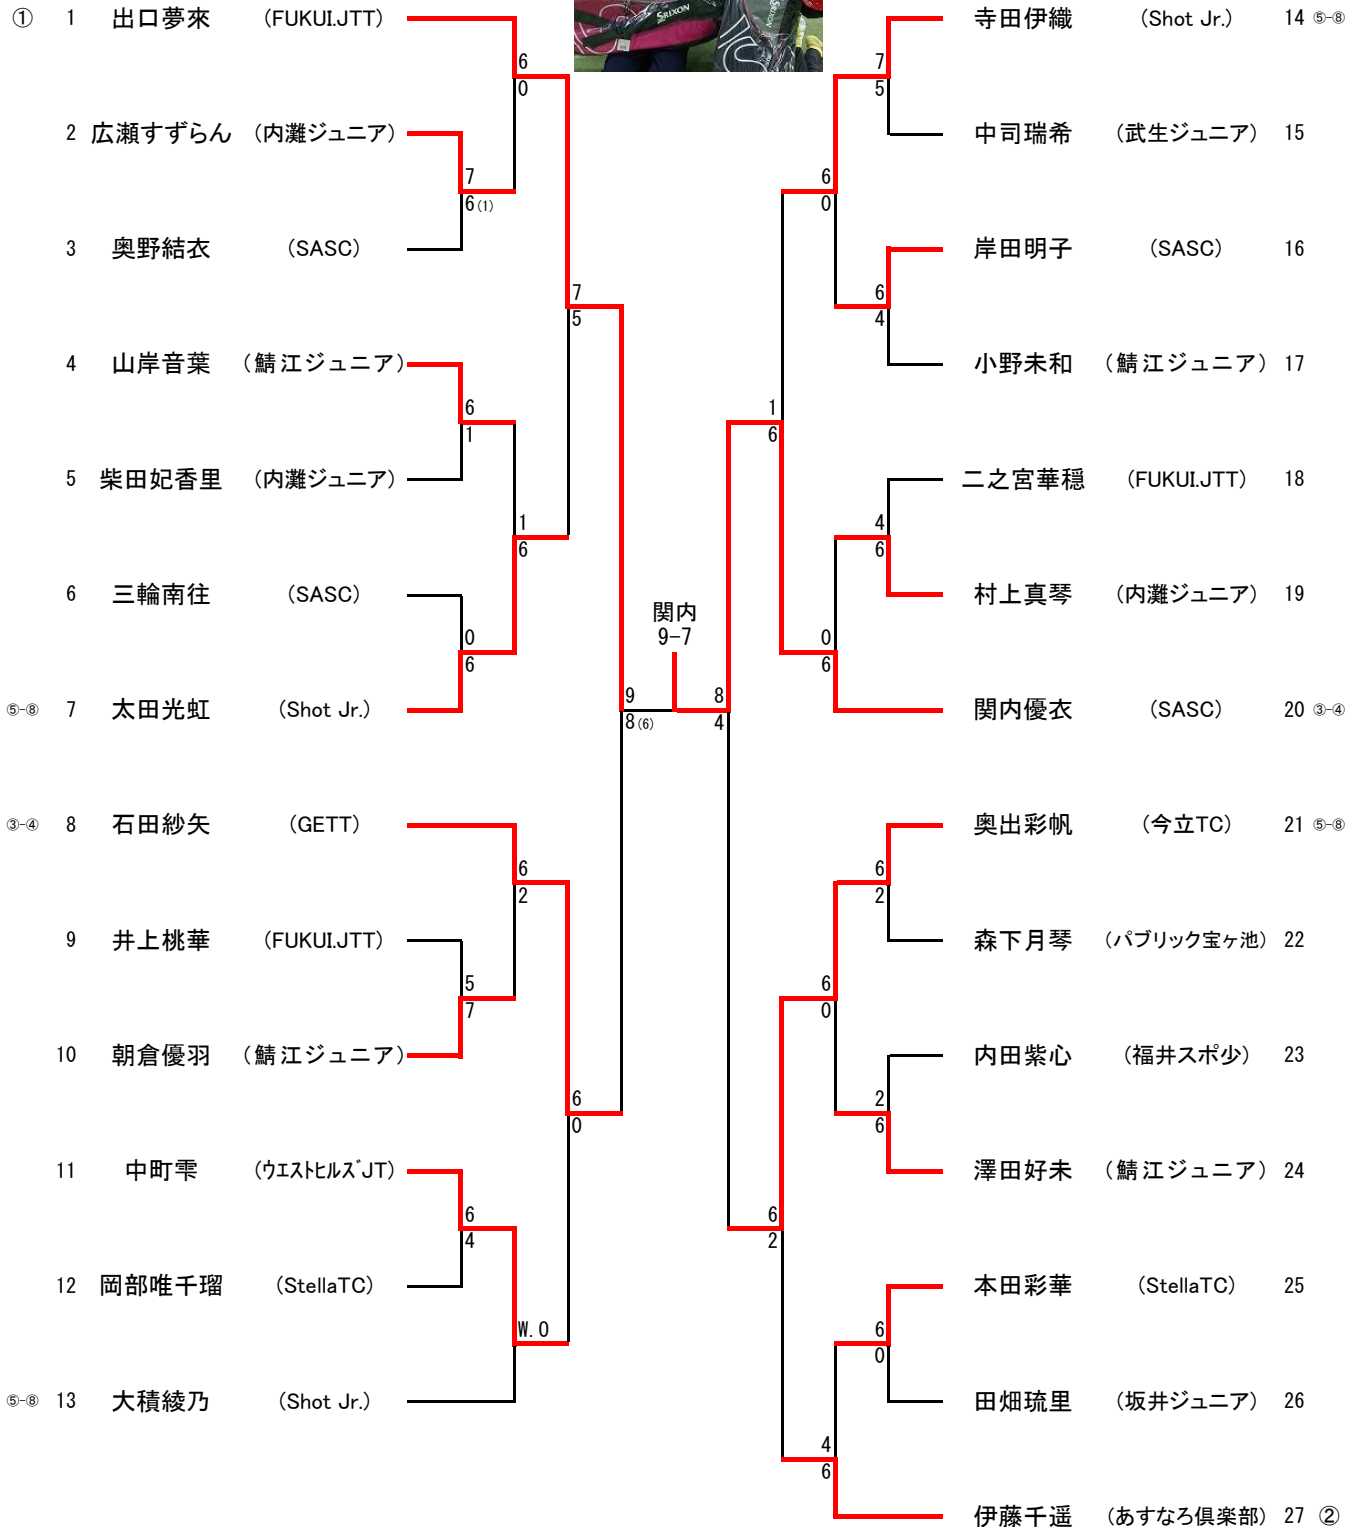 ① 1 出口夢來 (FUKUI.JTT)
6
0
2 広瀬すずらん (内灘ジュニア)
7
6(1)
3 奥野結衣 (SASC)
7
5
4 山岸音葉 (鯖江ジュニア)
6
1
5 柴田妃香里 (内灘ジュニア)
1
6
6 三輪南往 (SASC)
0
6
⑤-⑧ 7 太田光虹 (Shot Jr.)
9
8(6)
③-④ 8 石田紗矢 (GETT)
6
2
9 井上桃華 (FUKUI.JTT)
5
7
10 朝倉優羽 (鯖江ジュニア)
6
0
11 中町雫 (ウエストヒルズJT)
6
4
12 岡部唯千瑠 (StellaTC)
W.O
⑤-⑧ 13 大積綾乃 (Shot Jr.)
SRIXON
SRIXON
関内
9-7
寺田伊織 (Shot Jr.) 14 ⑤-⑧
7
5
中司瑞希 (武生ジュニア) 15
6
0
岸田明子 (SASC) 16
6
4
小野未和 (鯖江ジュニア) 17
1
6
二之宮華穏 (FUKUI.JTT) 18
4
6
村上真琴 (内灘ジュニア) 19
0
6
関内優衣 (SASC) 20 ③-④
8
4
奥出彩帆 (今立TC) 21 ⑤-⑧
6
2
森下月琴 (パブリック宝ヶ池) 22
6
0
内田紫心 (福井スポ少) 23
2
6
澤田好未 (鯖江ジュニア) 24
6
2
本田彩華 (StellaTC) 25
6
0
田畑琉里 (坂井ジュニア) 26
4
6
伊藤千遥 (あすなろ倶楽部) 27 ②